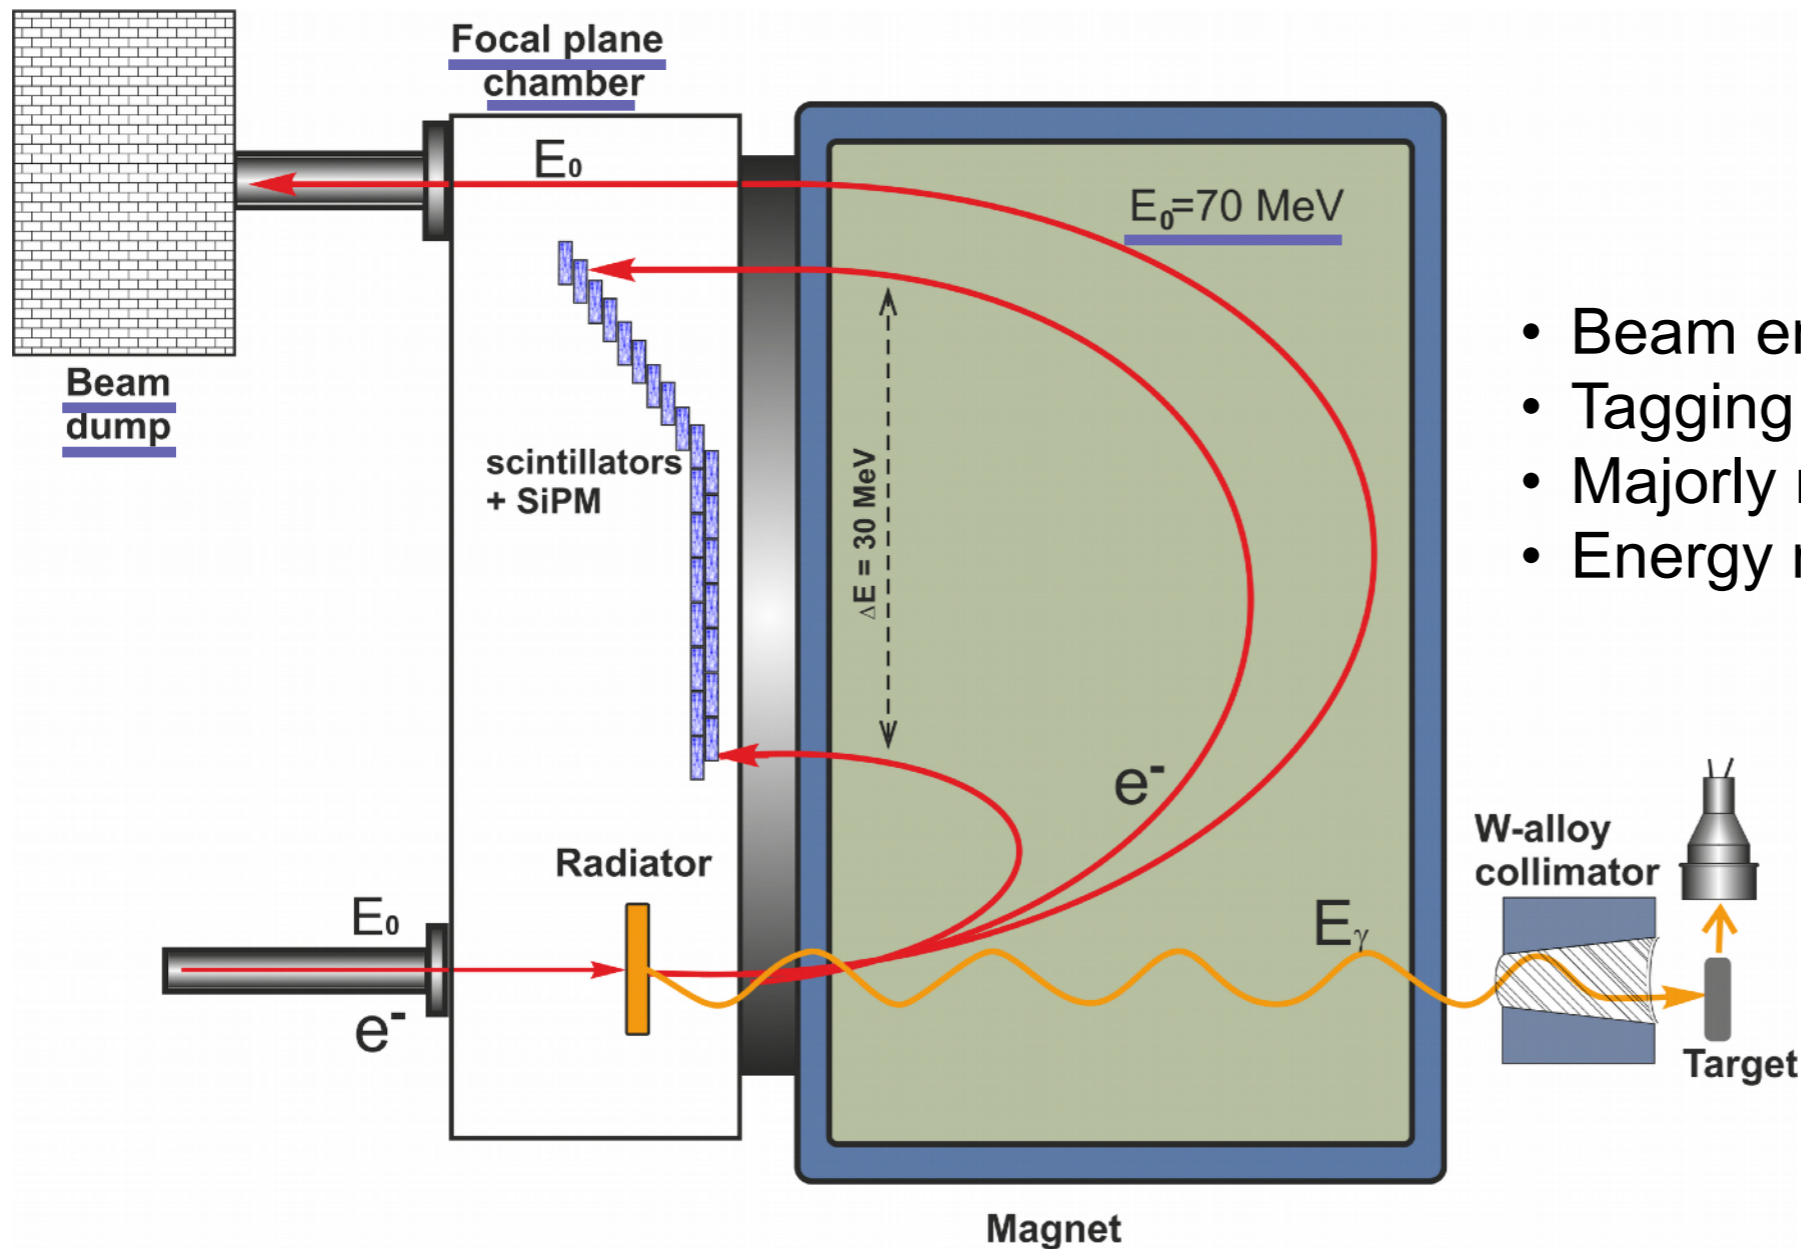 Focal plane
chamber
E₀
E₀=70 MeV
Beam
dump
scintillators
+ SiPM
ΔE = 30 MeV
• Beam
• Tagging
• Majorly
• Energy
e⁻
Radiator
E₀
e⁻
Eγ
W-alloy
collimator
Target
Magnet